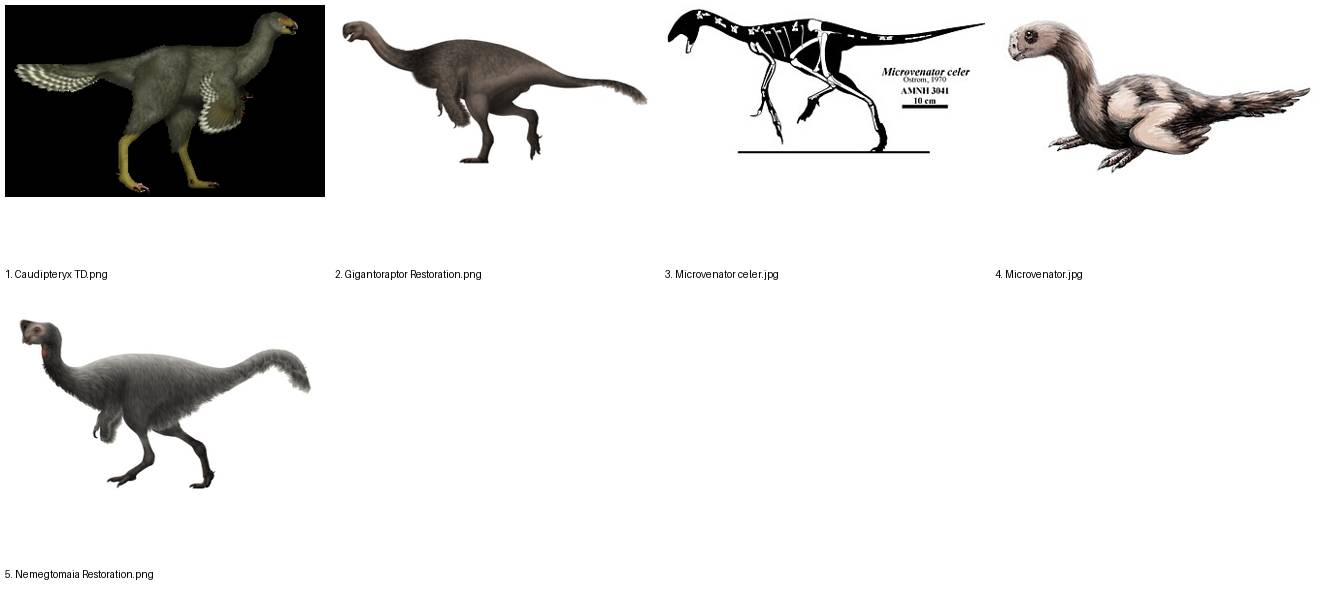 Microvenator celer
Ostrom, 1970
AMNH 3041
10 cm
1. Caudipteryx TD.png
2. Gigantoraptor Restoration.png
3. Microvenator celer.jpg
4. Microvenator.jpg
5. Nemegtomaia Restoration.png